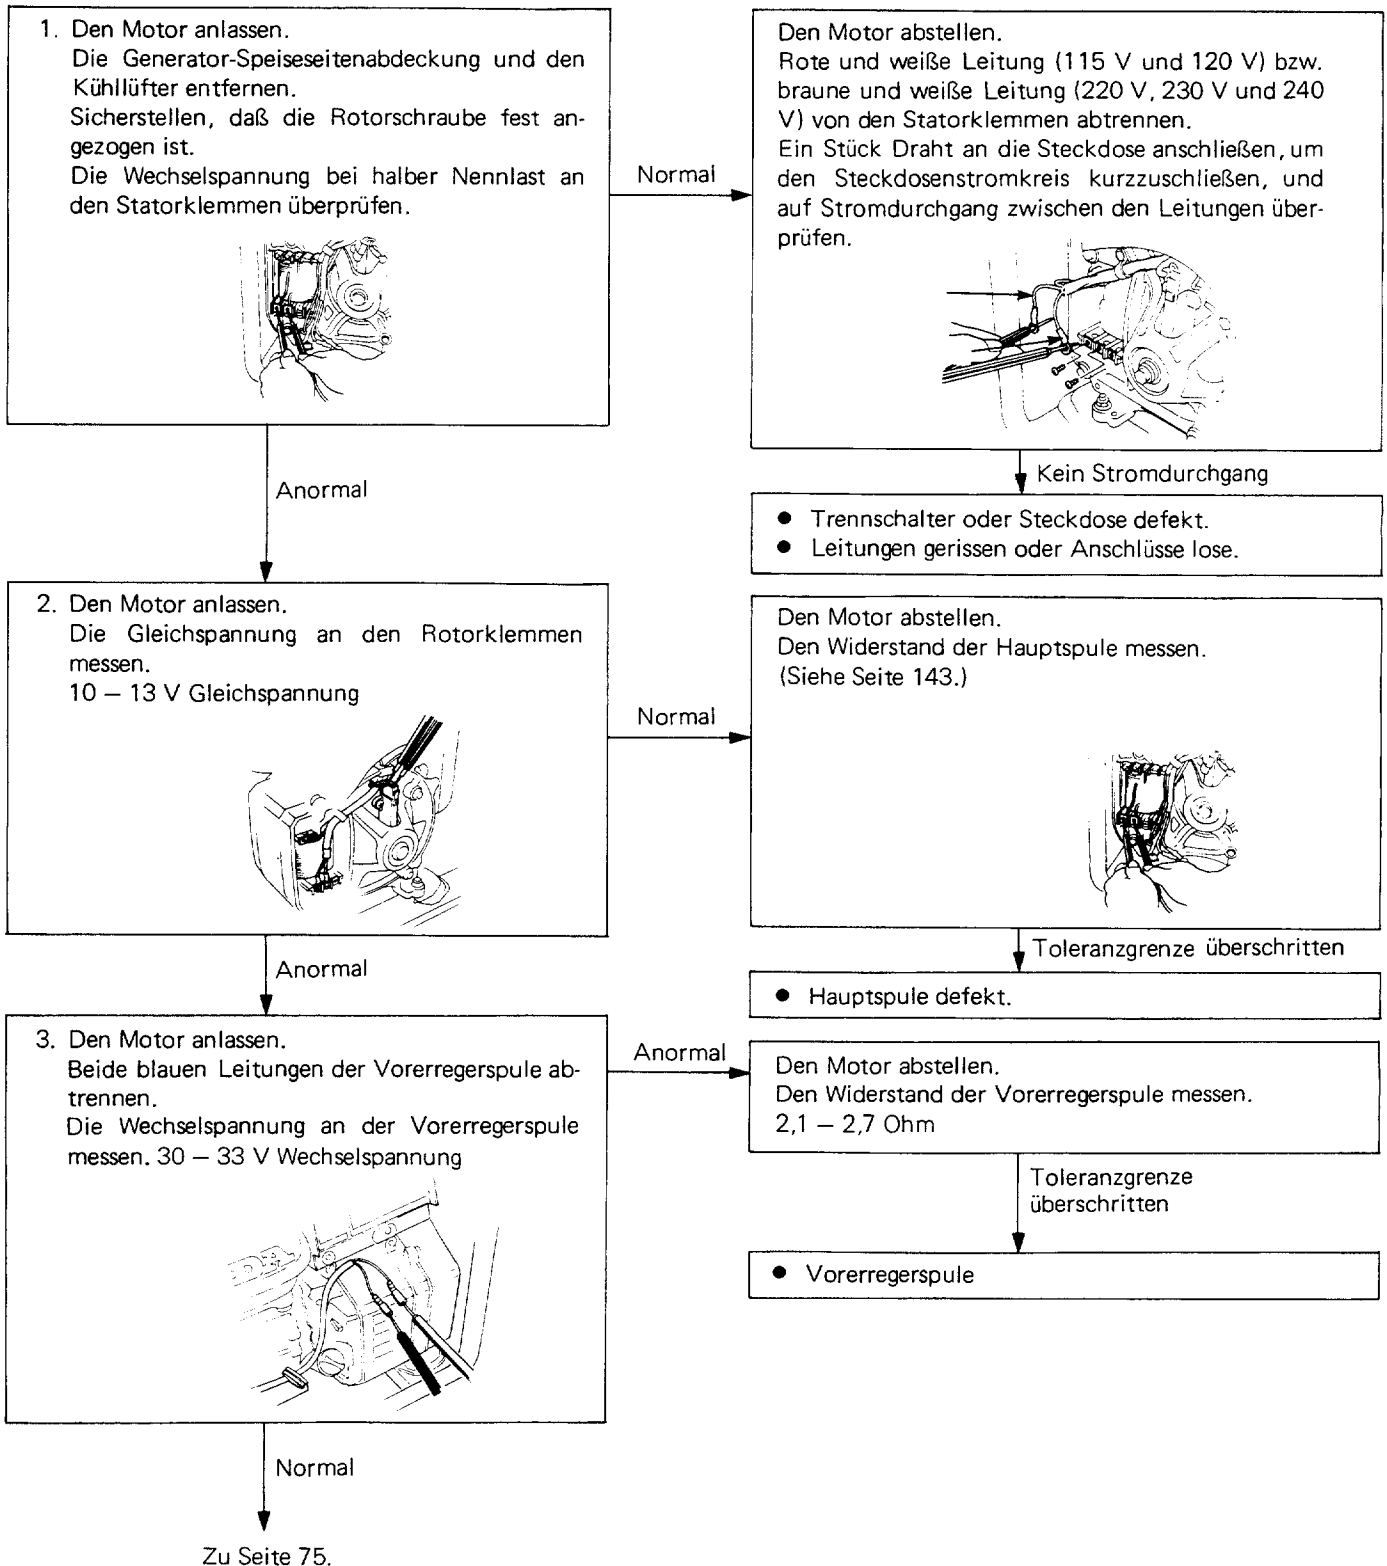 1. Den Motor anlassen.
Die Generator-Speiseseitenabdeckung und den
Kühllüfter entfernen.
Sicherstellen, daß die Rotorschraube fest an-
gezogen ist.
Die Wechselspannung bei halber Nennlast an
den Statorklemmen überprüfen.
Normal
Den Motor abstellen.
Rote und weiße Leitung (115 V und 120 V) bzw.
braune und weiße Leitung (220 V, 230 V und 240
V) von den Statorklemmen abtrennen.
Ein Stück Draht an die Steckdose anschließen, um
den Steckdosenstromkreis kurzzuschließen, und
auf Stromdurchgang zwischen den Leitungen über-
prüfen.
Kein Stromdurchgang
● Trennschalter oder Steckdose defekt.
● Leitungen gerissen oder Anschlüsse lose.
Anormal
2. Den Motor anlassen.
Die Gleichspannung an den Rotorklemmen
messen.
10 – 13 V Gleichspannung
Normal
Den Motor abstellen.
Den Widerstand der Hauptspule messen.
(Siehe Seite 143.)
Toleranzgrenze überschritten
● Hauptspule defekt.
Anormal
3. Den Motor anlassen.
Beide blauen Leitungen der Vorerregerspule ab-
trennen.
Die Wechselspannung an der Vorerregerspule
messen. 30 – 33 V Wechselspannung
Anormal
Den Motor abstellen.
Den Widerstand der Vorerregerspule messen.
2,1 – 2,7 Ohm
Toleranzgrenze
überschritten
● Vorerregerspule
Normal
Zu Seite 75.